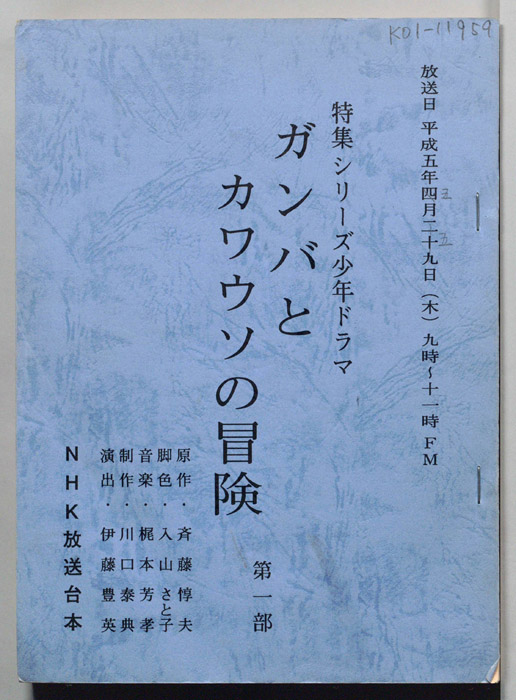 K01-11959
放送日 平成五年四月二十九日（木）九時～十一時 FM
五
五
特集シリーズ少年ドラマ
ガンバと
カワウソの冒険
第一部
原作・斉藤惇夫
脚色・入山さと子
音楽・梶本芳孝
制作・川口泰典
演出・伊藤豊英
NHK放送台本